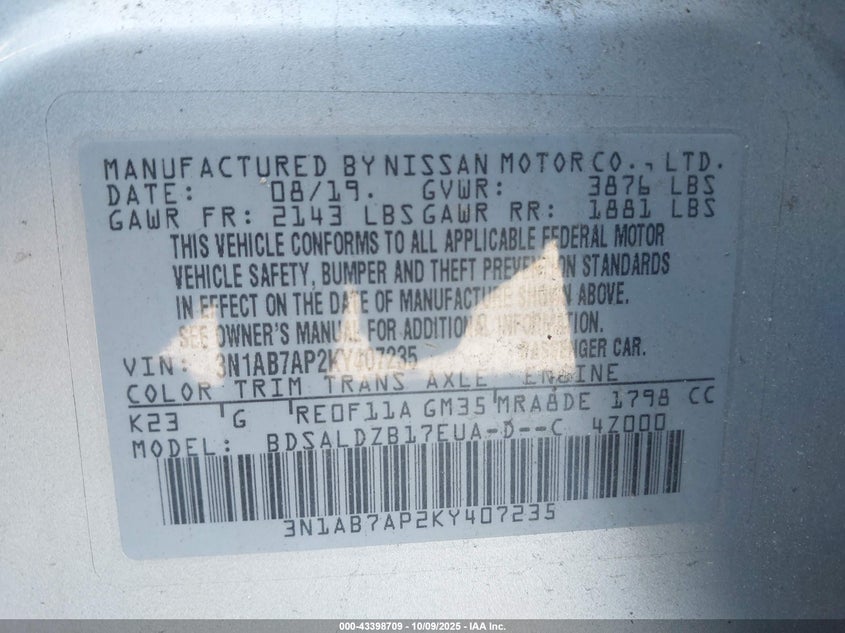 MANUFACTURED BY NISSAN MOTOR CO., LTD.
DATE: 08/19. GVWR: 3876 LBS
GAWR FR: 2143 LBS GAWR RR: 1881 LBS
THIS VEHICLE CONFORMS TO ALL APPLICABLE FEDERAL MOTOR
VEHICLE SAFETY, BUMPER AND THEFT PREVENTION STANDARDS
IN EFFECT ON THE DATE OF MANUFACTURE SHOWN ABOVE.
SEE OWNER'S MANUAL FOR ADDITIONAL INFORMATION.
VIN: 3N1AB7AP2KY407235 PASSENGER CAR.
COLOR TRIM TRANS AXLE ENGINE
K23 G RE0F11A GM35 MRA8DE 1798 CC
MODEL: BDSALDZB17EUA-D--C 4Z000
3N1AB7AP2KY407235
000-43398709 - 10/09/2025 - IAA Inc.